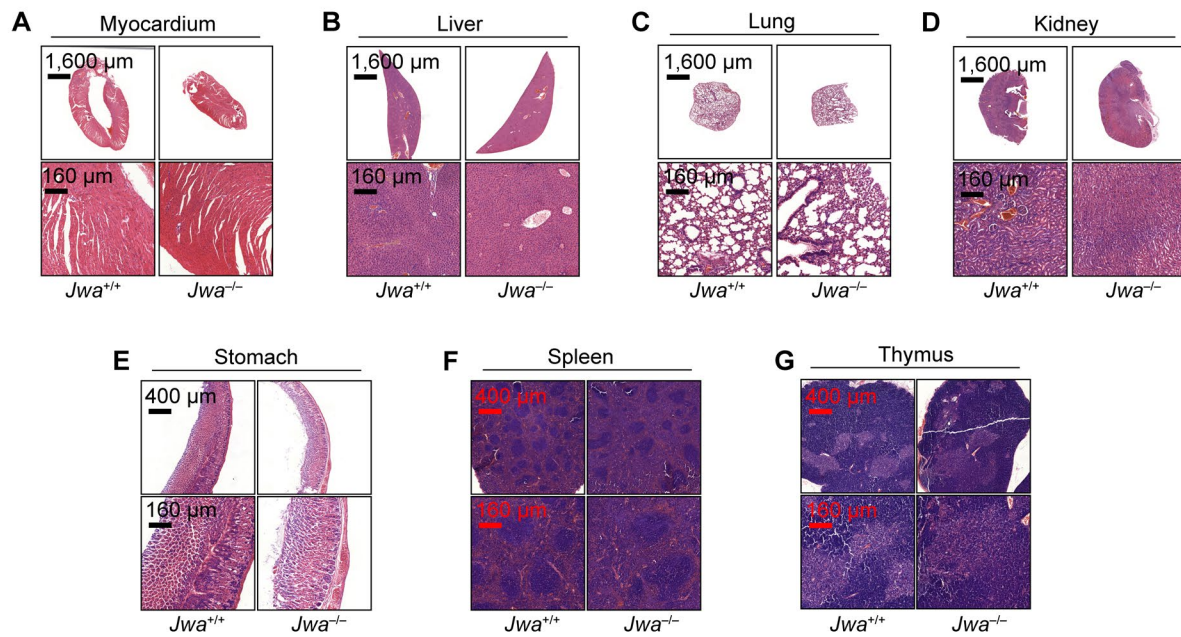 A Myocardium
1,600 μm
160 μm
Jwa+/+ Jwa–/–
B Liver
1,600 μm
160 μm
Jwa+/+ Jwa–/–
C Lung
1,600 μm
160 μm
Jwa+/+ Jwa–/–
D Kidney
1,600 μm
160 μm
Jwa+/+ Jwa–/–
E Stomach
400 μm
160 μm
Jwa+/+ Jwa–/–
F Spleen
400 μm
160 μm
Jwa+/+ Jwa–/–
G Thymus
400 μm
160 μm
Jwa+/+ Jwa–/–